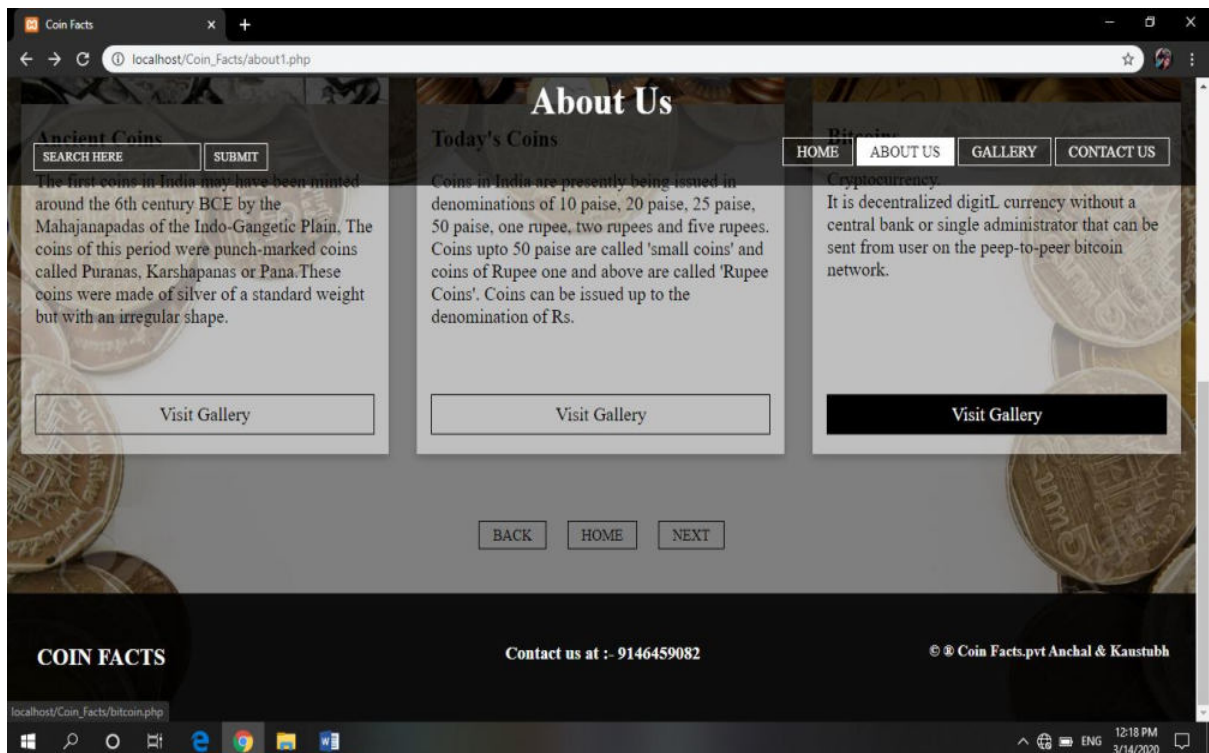 Coin Facts
localhost/Coin_Facts/about1.php
About Us
SEARCH HERE
SUBMIT
HOME
ABOUT US
GALLERY
CONTACT US
Ancient Coins
The first coins in India may have been minted
around the 6th century BCE by the
Mahajanapadas of the Indo-Gangetic Plain, The
coins of this period were punch-marked coins
called Puranas, Karshapanas or Pana.These
coins were made of silver of a standard weight
but with an irregular shape.
Visit Gallery
Today's Coins
Coins in India are presently being issued in
denominations of 10 paise, 20 paise, 25 paise,
50 paise, one rupee, two rupees and five rupees.
Coins upto 50 paise are called 'small coins' and
coins of Rupee one and above are called 'Rupee
Coins'. Coins can be issued up to the
denomination of Rs.
Visit Gallery
Bitcoins
Cryptocurrency.
It is decentralized digitL currency without a
central bank or single administrator that can be
sent from user on the peep-to-peer bitcoin
network.
Visit Gallery
BACK
HOME
NEXT
COIN FACTS
Contact us at :- 9146459082
© ® Coin Facts.pvt Anchal & Kaustubh
localhost/Coin_Facts/bitcoin.php
ENG
12:18 PM
3/14/2020